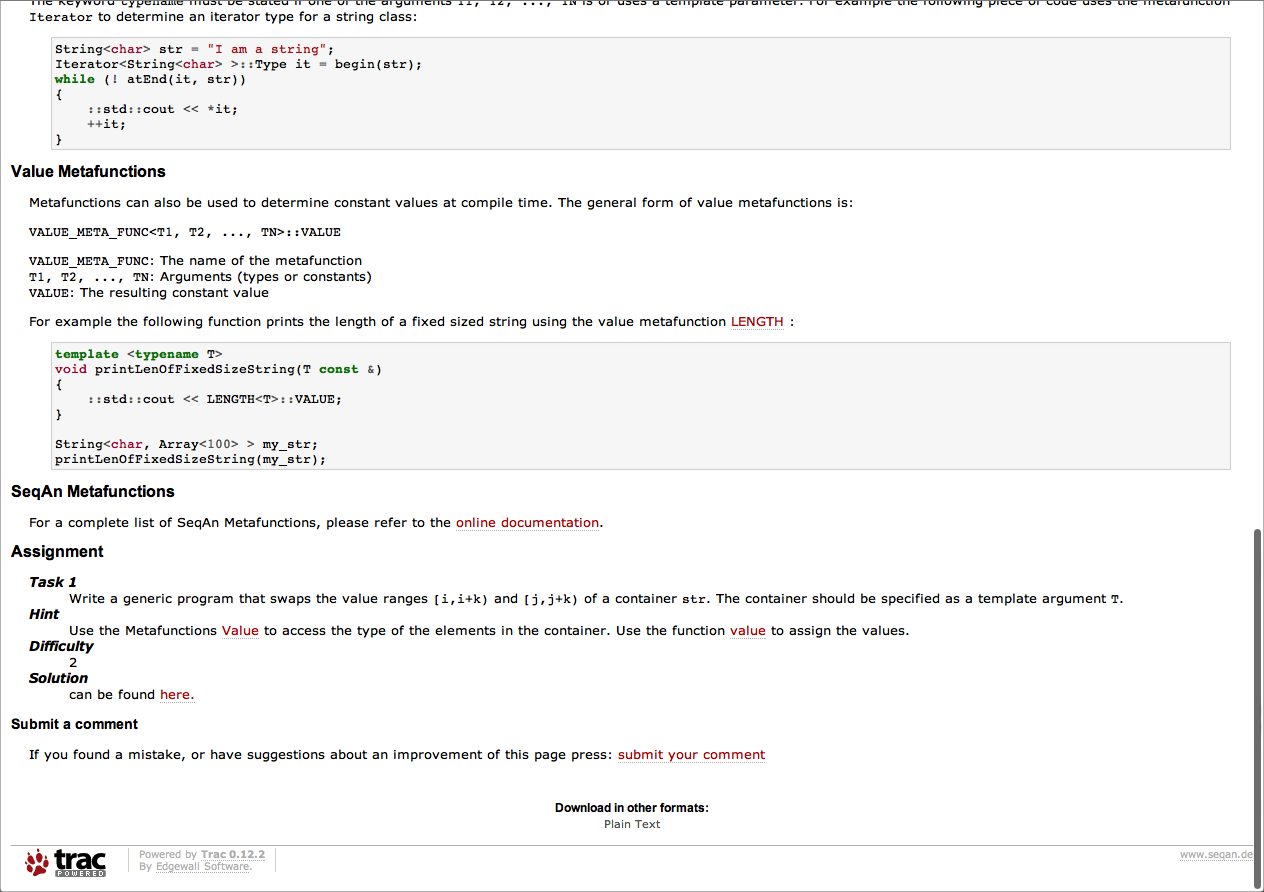 The keyword typename must be stated if one of the arguments T1, T2, ..., TN is or uses a template parameter. For example the following piece of code uses the metafunction
Iterator to determine an iterator type for a string class:
String<char> str = "I am a string";
Iterator<String<char> >::Type it = begin(str);
while (! atEnd(it, str))
{
    ::std::cout << *it;
    ++it;
}
Value Metafunctions
Metafunctions can also be used to determine constant values at compile time. The general form of value metafunctions is:
VALUE_META_FUNC<T1, T2, ..., TN>::VALUE
VALUE_META_FUNC: The name of the metafunction
T1, T2, ..., TN: Arguments (types or constants)
VALUE: The resulting constant value
For example the following function prints the length of a fixed sized string using the value metafunction LENGTH :
template <typename T>
void printLenOfFixedSizeString(T const &)
{
    ::std::cout << LENGTH<T>::VALUE;
}
String<char, Array<100> > my_str;
printLenOfFixedSizeString(my_str);
SeqAn Metafunctions
For a complete list of SeqAn Metafunctions, please refer to the online documentation.
Assignment
Task 1
Write a generic program that swaps the value ranges [i,i+k) and [j,j+k) of a container str. The container should be specified as a template argument T.
Hint
Use the Metafunctions Value to access the type of the elements in the container. Use the function value to assign the values.
Difficulty
2
Solution
can be found here.
Submit a comment
If you found a mistake, or have suggestions about an improvement of this page press: submit your comment
Download in other formats:
Plain Text
trac
POWERED
Powered by Trac 0.12.2
By Edgewall Software.
www.seqan.de